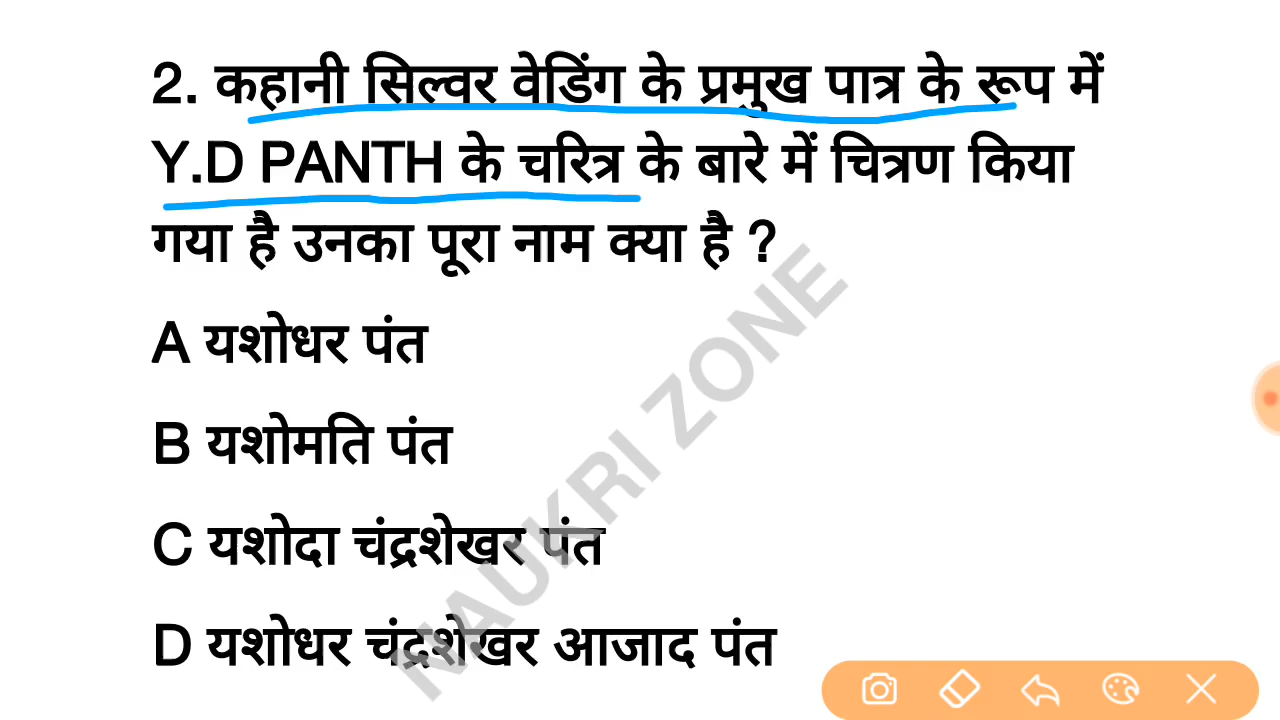 2. कहानी सिल्वर वेडिंग के प्रमुख पात्र के रूप में
Y.D PANTH के चरित्र के बारे में चित्रण किया
गया है उनका पूरा नाम क्या है ?
A यशोधर पंत
B यशोमति पंत
C यशोदा चंद्रशेखर पंत
D यशोधर चंद्रशेखर आजाद पंत
NAUKRI ZONE